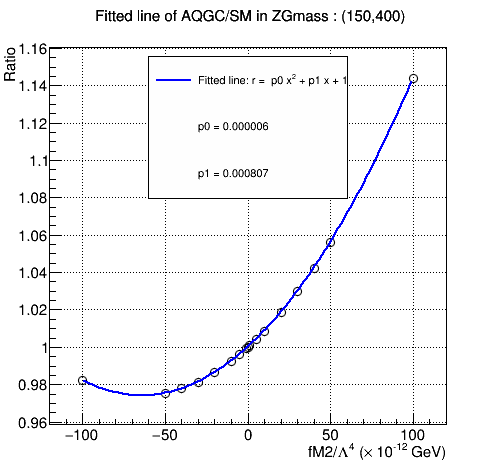 Fitted line of AQGC/SM in ZGmass : (150,400)
Ratio
1.16
1.14
1.12
1.1
1.08
1.06
1.04
1.02
1
0.98
0.96
Fitted line: r = p0 x² + p1 x + 1
p0 = 0.000006
p1 = 0.000807
−100 −50 0 50 100
fM2/Λ⁴ (× 10⁻¹² GeV)